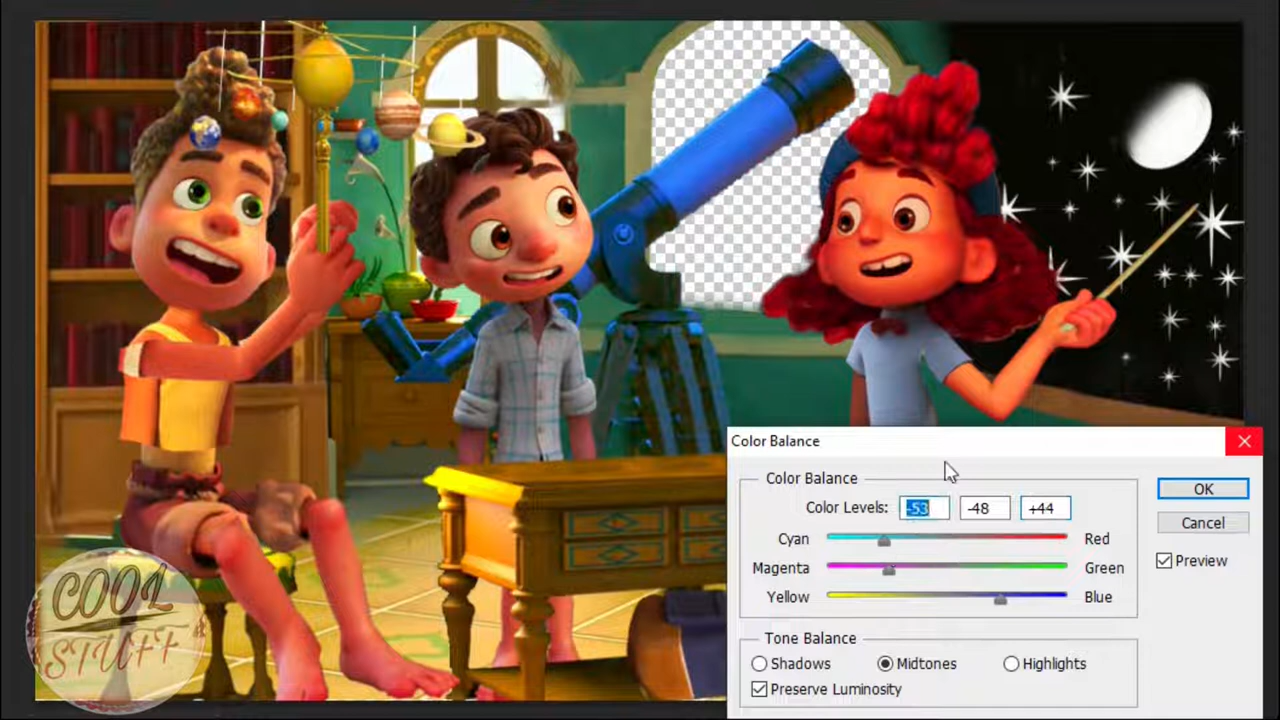 Color Balance
Color Balance
Color Levels: -53 -48 +44
Cyan Red
Magenta Green
Yellow Blue
Tone Balance
Shadows Midtones Highlights
Preserve Luminosity
OK
Cancel
Preview
COOL
STUFF